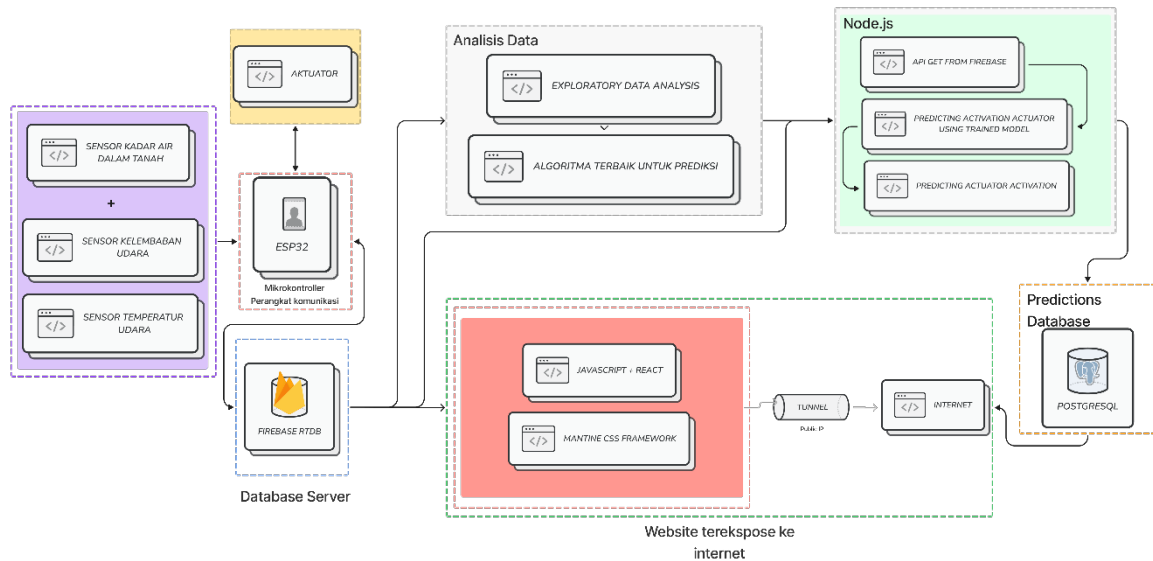 AKTUATOR
SENSOR KADAR AIR
DALAM TANAH
+
SENSOR KELEMBABAN
UDARA
SENSOR TEMPERATUR
UDARA
ESP32
Mikrokontroller
Perangkat komunikasi
FIREBASE RTDB
Database Server
Analisis Data
EXPLORATORY DATA ANALYSIS
ALGORITMA TERBAIK UNTUK PREDIKSI
Node.js
API GET FROM FIREBASE
PREDICTING ACTIVATION ACTUATOR
USING TRAINED MODEL
PREDICTING ACTUATOR ACTIVATION
Predictions
Database
POSTGRESQL
JAVASCRIPT + REACT
MANTINE CSS FRAMEWORK
TUNNEL
Public IP
INTERNET
Website terekspose ke
internet